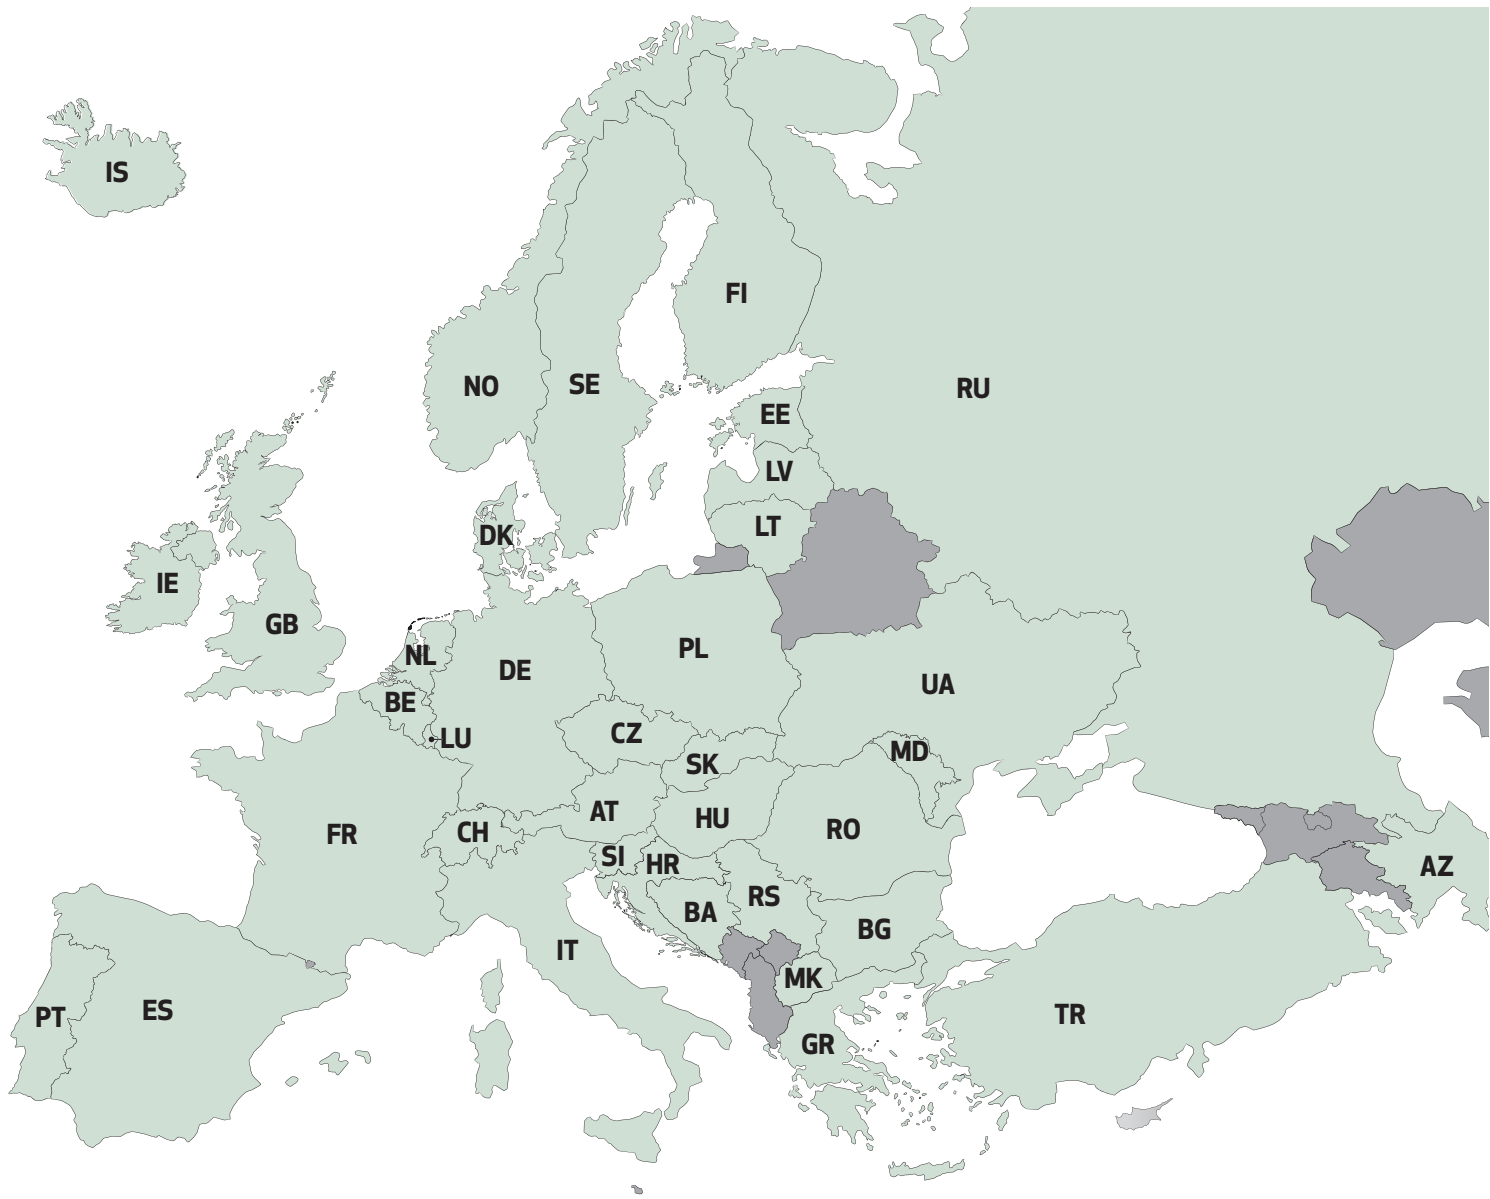 IS
FI
NO
SE
RU
EE
LV
LT
DK
IE
GB
NL
DE
PL
UA
BE
LU
CZ
SK
MD
AT
HU
CH
FR
RO
SI
HR
AZ
RS
BA
BG
IT
MK
ES
PT
TR
GR